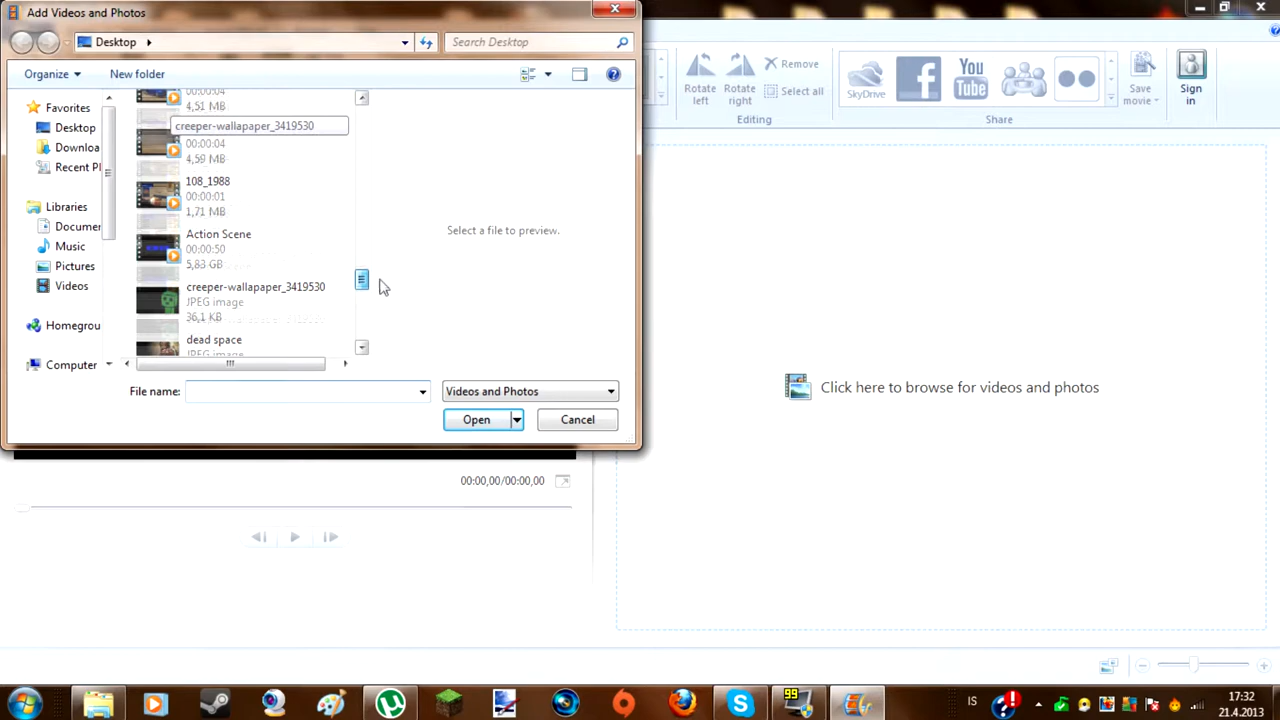 Add Videos and Photos
Desktop
Search Desktop
Organize
New folder
Favorites
Desktop
Downloa
Recent Pl
Libraries
Documer
Music
Pictures
Videos
Homegrou
Computer
00:00:04
4,51 MB
creeper-wallapaper_3419530
00:00:04
4,59 MB
108_1988
00:00:01
1,71 MB
Action Scene
00:00:50
5,83 GB
creeper-wallapaper_3419530
JPEG image
36,1 KB
dead space
JPEG image
Select a file to preview.
File name:
Videos and Photos
Open
Cancel
Rotate left
Rotate right
Remove
Select all
Editing
SkyDrive
You Tube
Share
Save movie
Sign in
Click here to browse for videos and photos
00:00,00/00:00,00
99
IS
17:32
21.4.2013